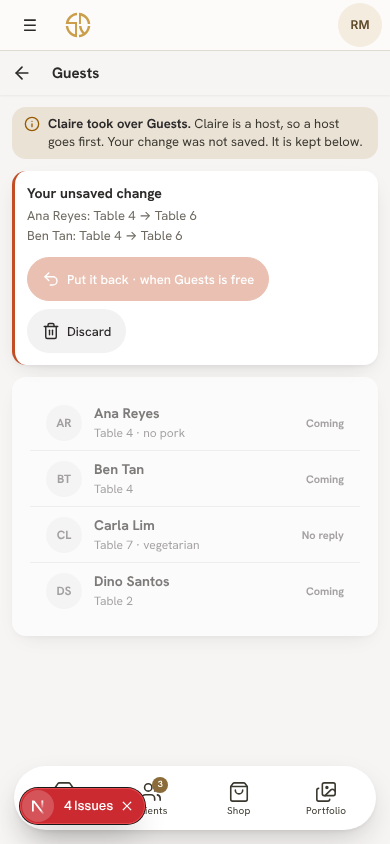 RM
Guests
Claire took over Guests. Claire is a host, so a host
goes first. Your change was not saved. It is kept below.
Your unsaved change
Ana Reyes: Table 4 → Table 6
Ben Tan: Table 4 → Table 6
Put it back · when Guests is free
Discard
AR
Ana Reyes
Table 4 · no pork
Coming
BT
Ben Tan
Table 4
Coming
CL
Carla Lim
Table 7 · vegetarian
No reply
DS
Dino Santos
Table 2
Coming
3
Shop
Portfolio
N
4 Issues